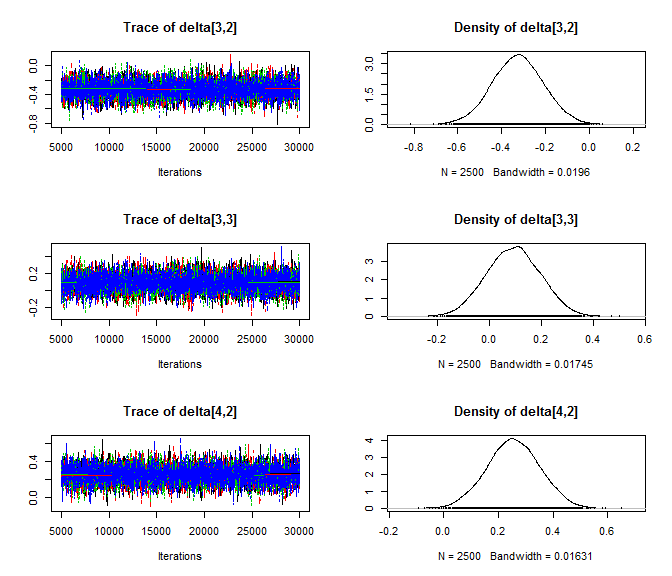 Trace of delta[3,2]
Density of delta[3,2]
0.0
-0.4
-0.8
5000 10000 15000 20000 25000 30000
Iterations
3.0
1.5
0.0
-0.8 -0.6 -0.4 -0.2 0.0 0.2
N = 2500 Bandwidth = 0.0196
Trace of delta[3,3]
Density of delta[3,3]
0.2
-0.2
5000 10000 15000 20000 25000 30000
Iterations
3
2
1
0
-0.2 0.0 0.2 0.4 0.6
N = 2500 Bandwidth = 0.01745
Trace of delta[4,2]
Density of delta[4,2]
0.4
0.0
5000 10000 15000 20000 25000 30000
Iterations
4
3
2
1
0
-0.2 0.0 0.2 0.4 0.6
N = 2500 Bandwidth = 0.01631